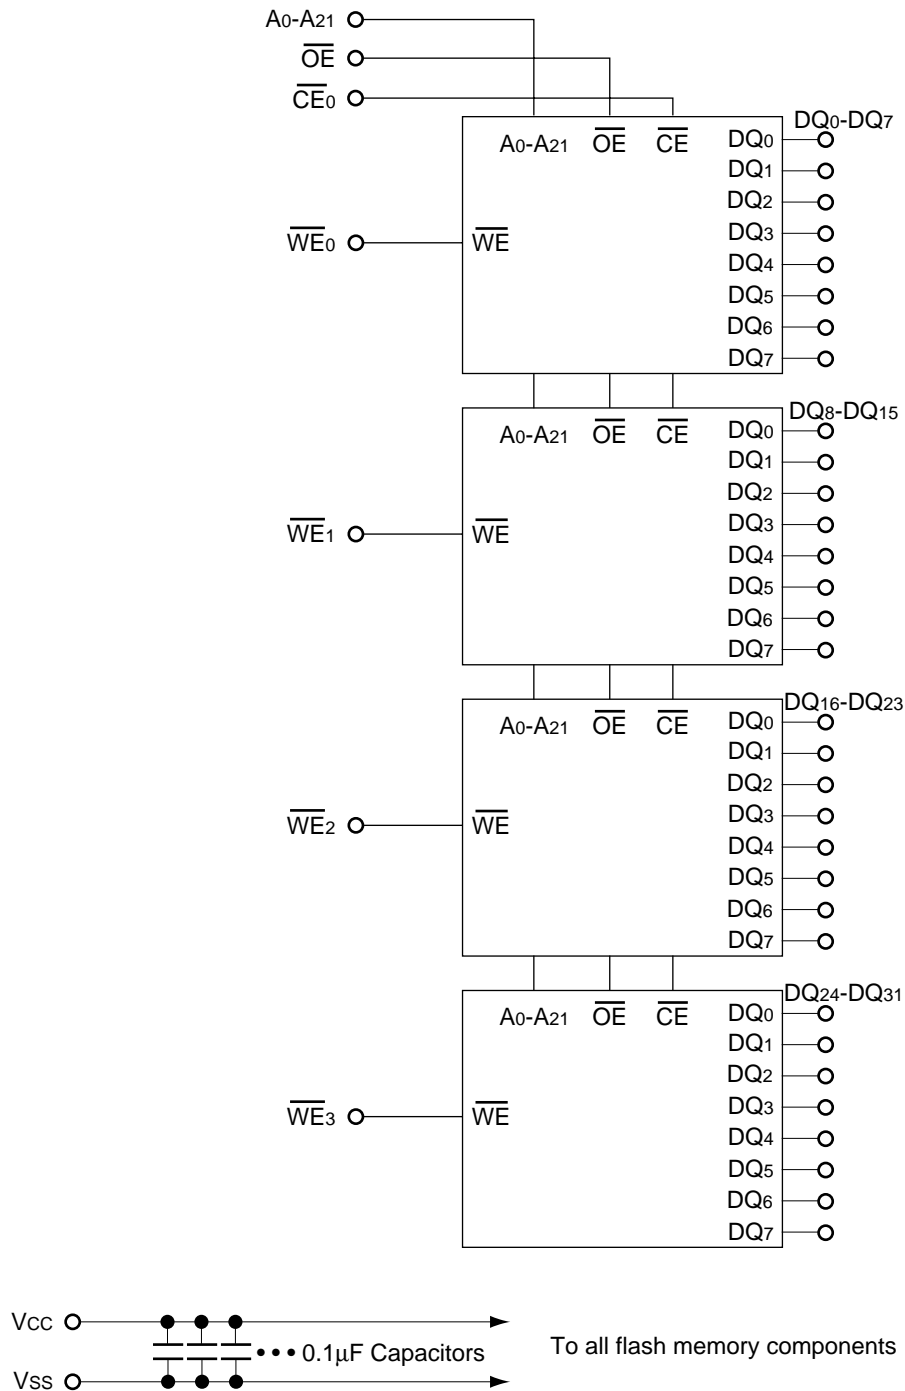 A0-A21
OE
CE0
DQ0-DQ7
A0-A21 OE CE DQ0
DQ1
DQ2
DQ3
WE0 WE
DQ4
DQ5
DQ6
DQ7
DQ8-DQ15
A0-A21 OE CE DQ0
DQ1
DQ2
DQ3
WE1 WE
DQ4
DQ5
DQ6
DQ7
DQ16-DQ23
A0-A21 OE CE DQ0
DQ1
DQ2
DQ3
WE2 WE
DQ4
DQ5
DQ6
DQ7
DQ24-DQ31
A0-A21 OE CE DQ0
DQ1
DQ2
DQ3
WE3 WE
DQ4
DQ5
DQ6
DQ7
VCC
••• 0.1µF Capacitors To all flash memory components
VSS